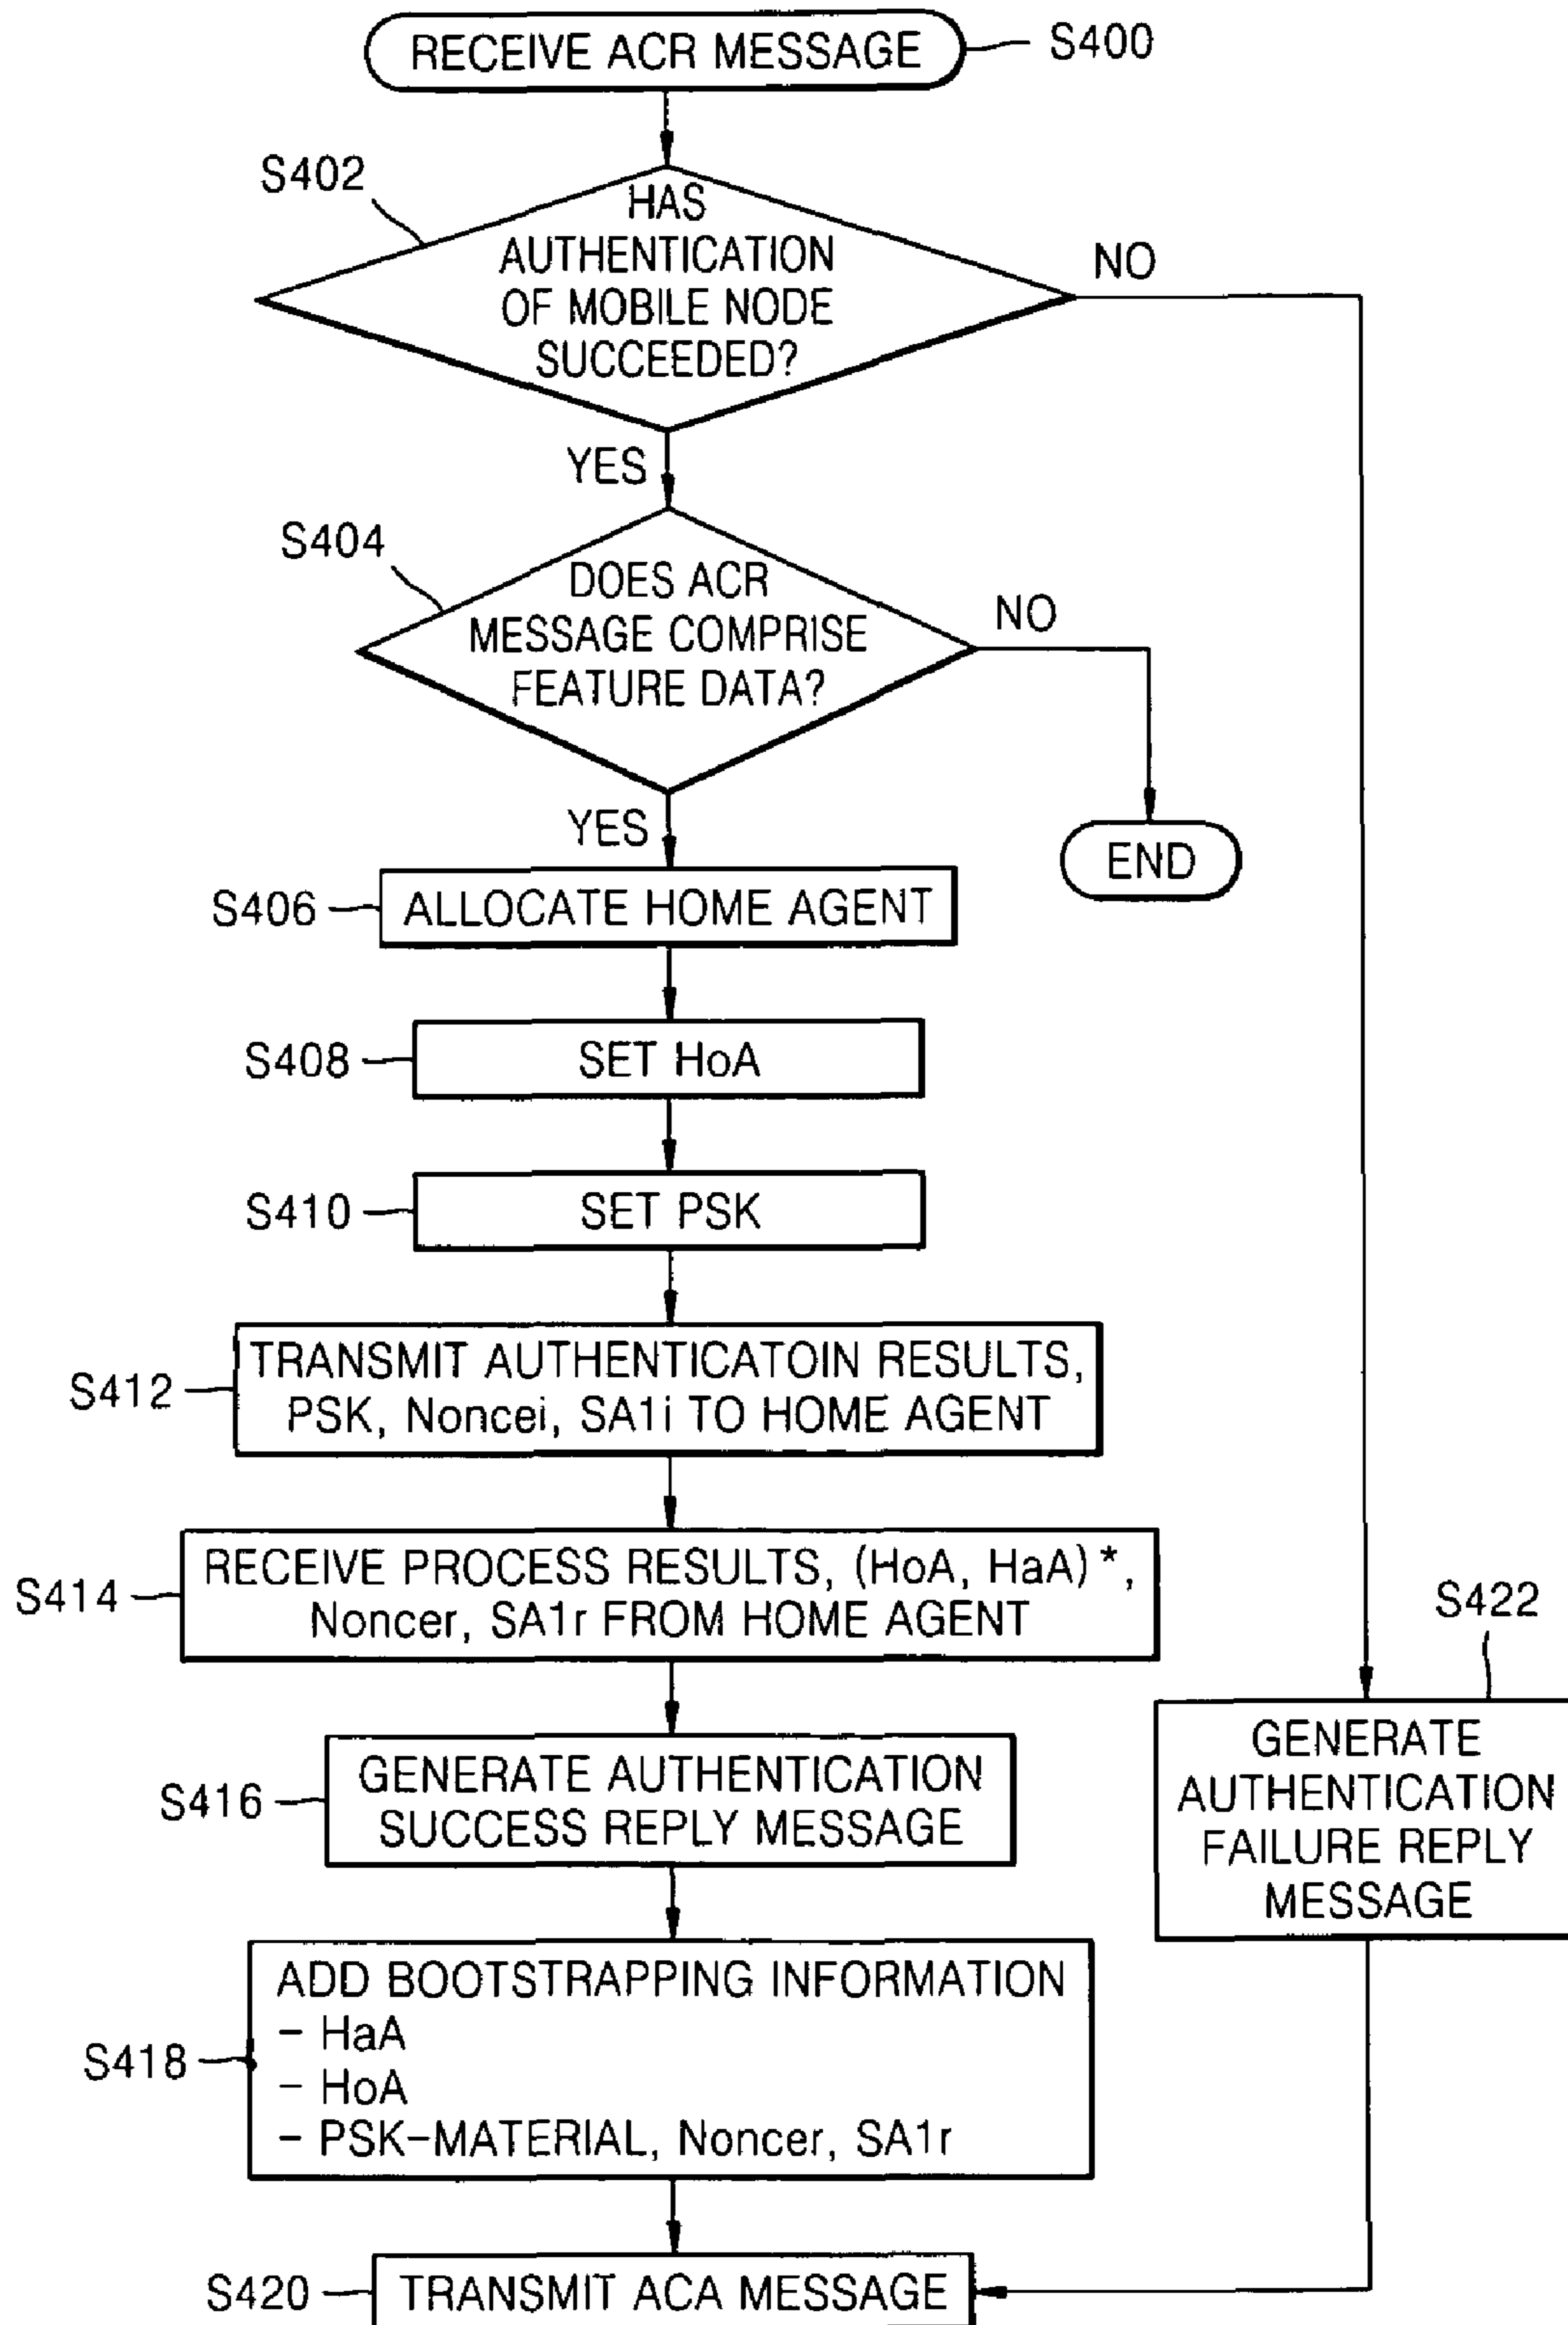 RECEIVE ACR MESSAGE
S400
S402
HAS
AUTHENTICATION
OF MOBILE NODE
SUCCEEDED?
NO
YES
S404
DOES ACR
MESSAGE COMPRISE
FEATURE DATA?
NO
YES
END
S406
ALLOCATE HOME AGENT
S408
SET HoA
S410
SET PSK
S412
TRANSMIT AUTHENTICATOIN RESULTS,
PSK, Noncei, SA1i TO HOME AGENT
S414
RECEIVE PROCESS RESULTS, (HoA, HaA)*,
Noncer, SA1r FROM HOME AGENT
S422
GENERATE
AUTHENTICATION
FAILURE REPLY
MESSAGE
S416
GENERATE AUTHENTICATION
SUCCESS REPLY MESSAGE
S418
ADD BOOTSTRAPPING INFORMATION
- HaA
- HoA
- PSK-MATERIAL, Noncer, SA1r
S420
TRANSMIT ACA MESSAGE